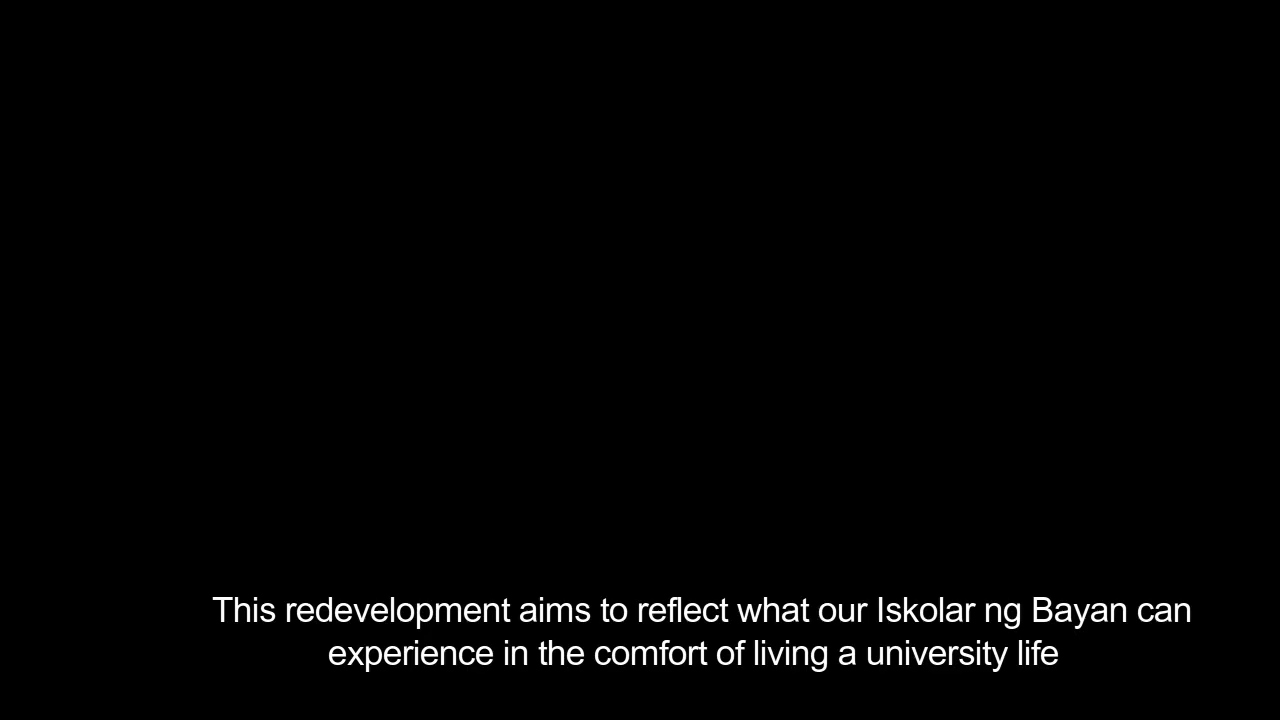 This redevelopment aims to reflect what our Iskolar ng Bayan can
experience in the comfort of living a university life